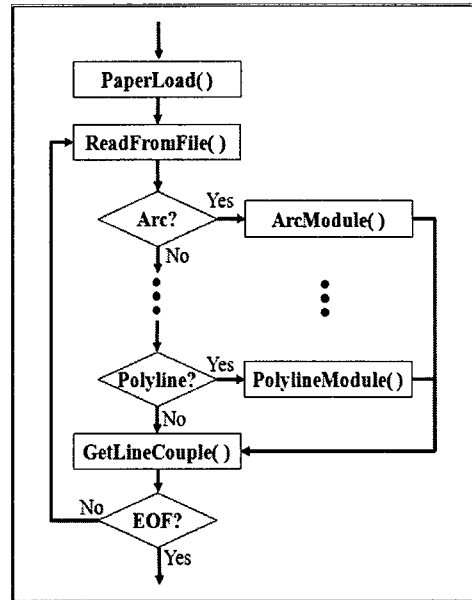 PaperLoad( )
ReadFromFile( )
Arc?
Yes
ArcModule( )
No
Polyline?
Yes
PolylineModule( )
No
GetLineCouple( )
No
EOF?
Yes